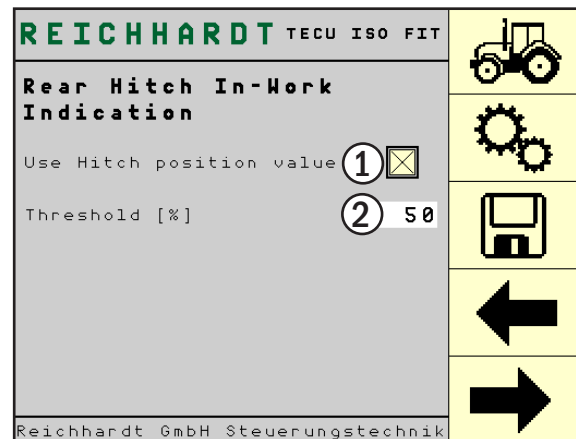 REICHHARDT TECU ISO FIT
Rear Hitch In-Work
Indication
Use Hitch position value 1
Threshold [%] 2 50
Reichhardt GmbH Steuerungstechnik